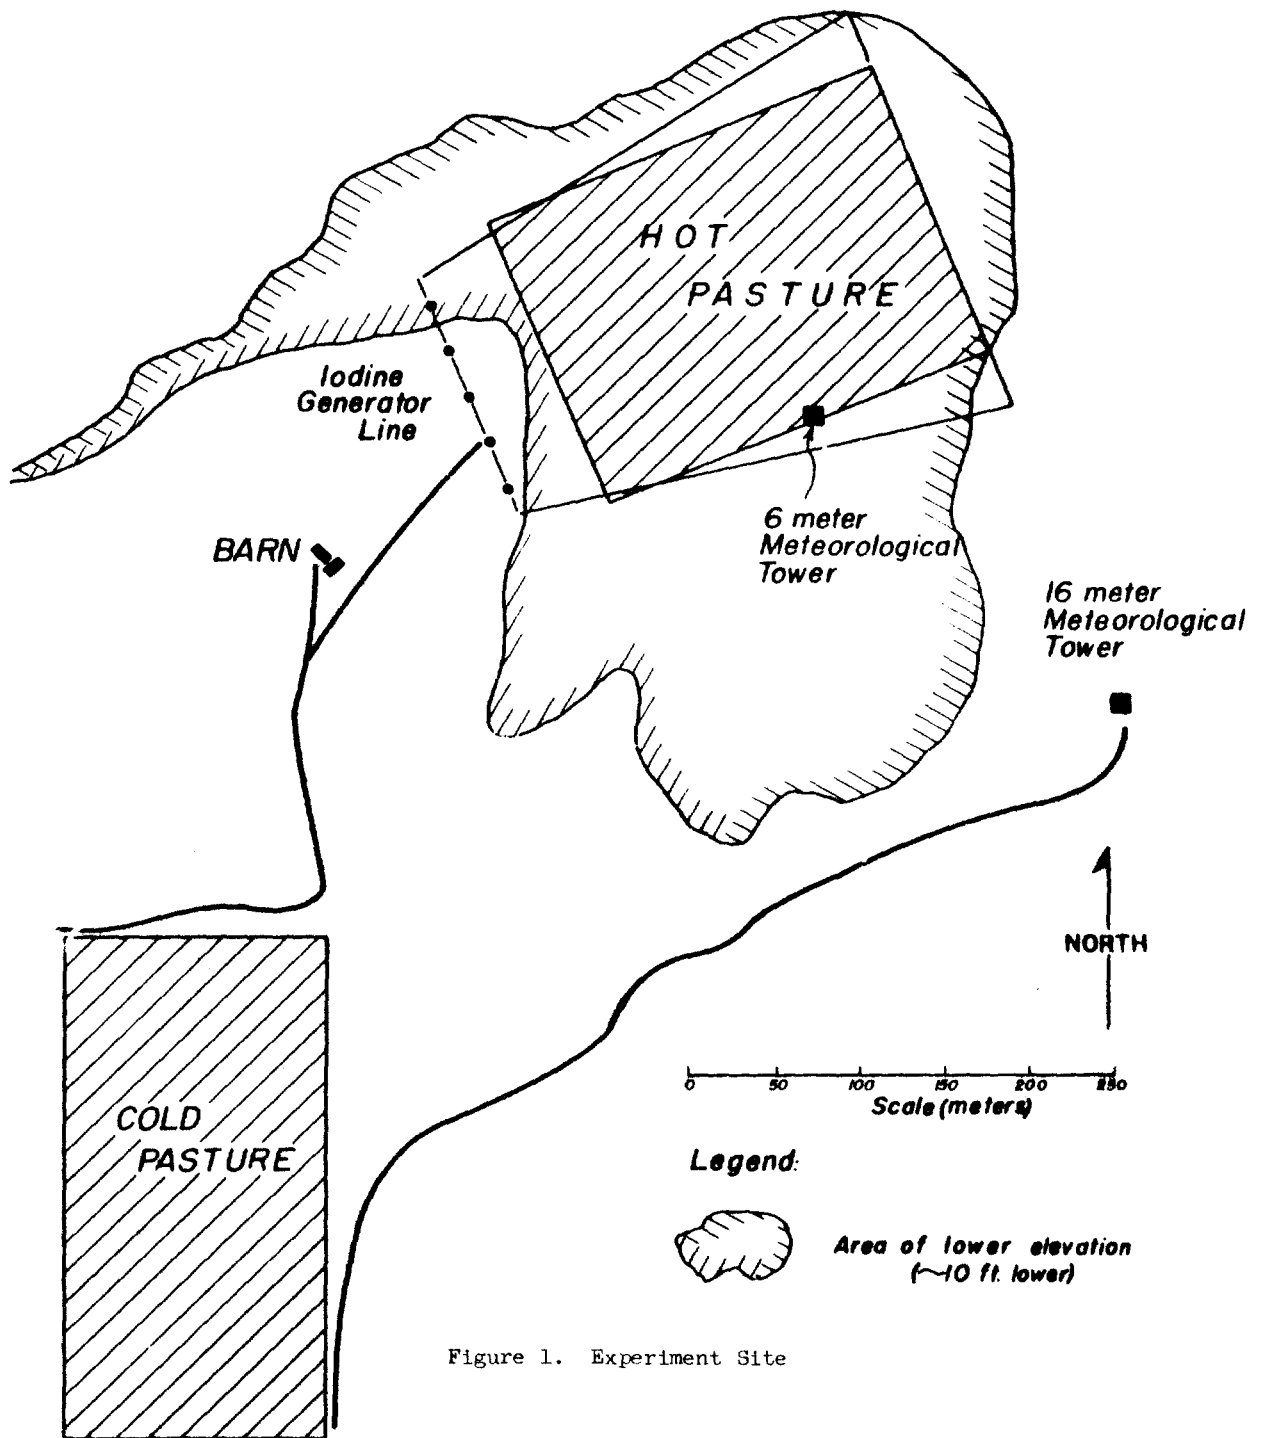 HOT
PASTURE
Iodine
Generator
Line
BARN
6 meter
Meteorological
Tower
16 meter
Meteorological
Tower
NORTH
0 50 100 150 200 250
Scale (meters)
COLD
PASTURE
Legend:
Area of lower elevation
(~10 ft. lower)
Figure 1. Experiment Site